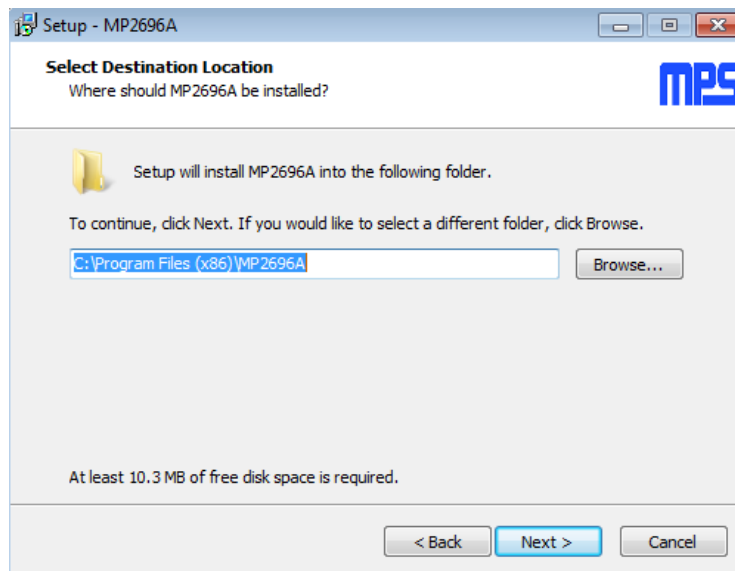 Setup - MP2696A
Select Destination Location
Where should MP2696A be installed?
mps
Setup will install MP2696A into the following folder.
To continue, click Next. If you would like to select a different folder, click Browse.
C:\Program Files (x86)\MP2696A
Browse...
At least 10.3 MB of free disk space is required.
< Back
Next >
Cancel